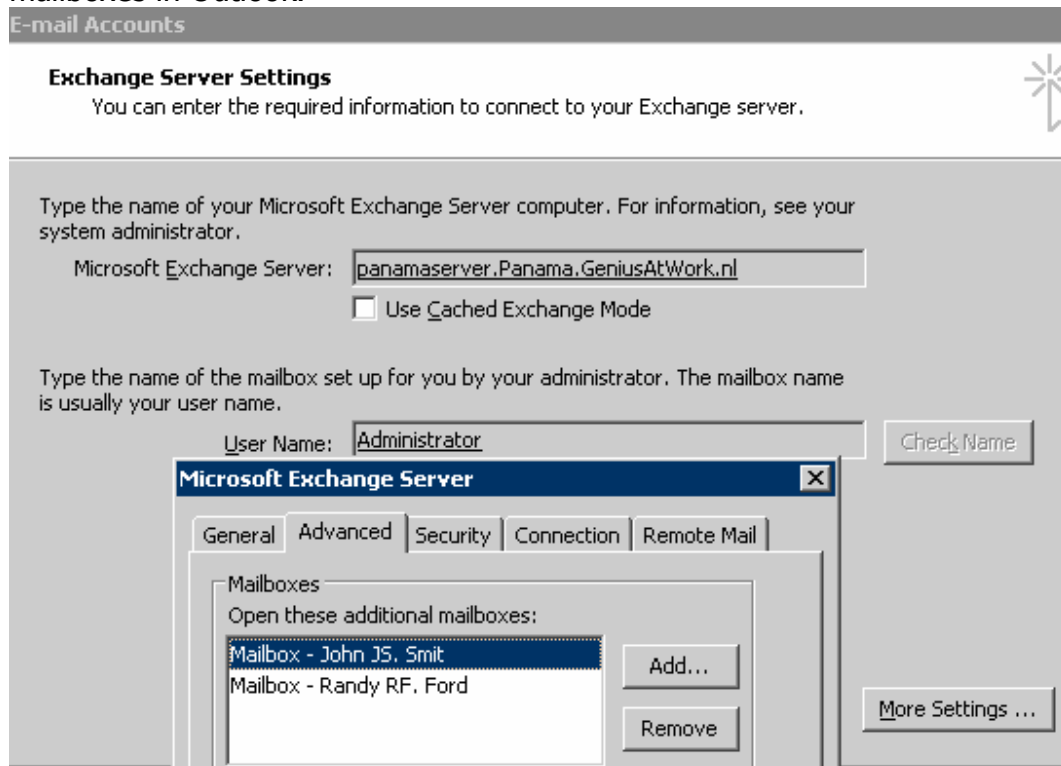 mailboxes in Outlook.
E-mail Accounts
Exchange Server Settings
You can enter the required information to connect to your Exchange server.
Type the name of your Microsoft Exchange Server computer. For information, see your
system administrator.
Microsoft Exchange Server: panamaserver.Panama.GeniusAtWork.nl
Use Cached Exchange Mode
Type the name of the mailbox set up for you by your administrator. The mailbox name
is usually your user name.
User Name: Administrator Check Name
Microsoft Exchange Server
General Advanced Security Connection Remote Mail
Mailboxes
Open these additional mailboxes:
Mailbox - John JS. Smit
Add...
Mailbox - Randy RF. Ford
More Settings ...
Remove